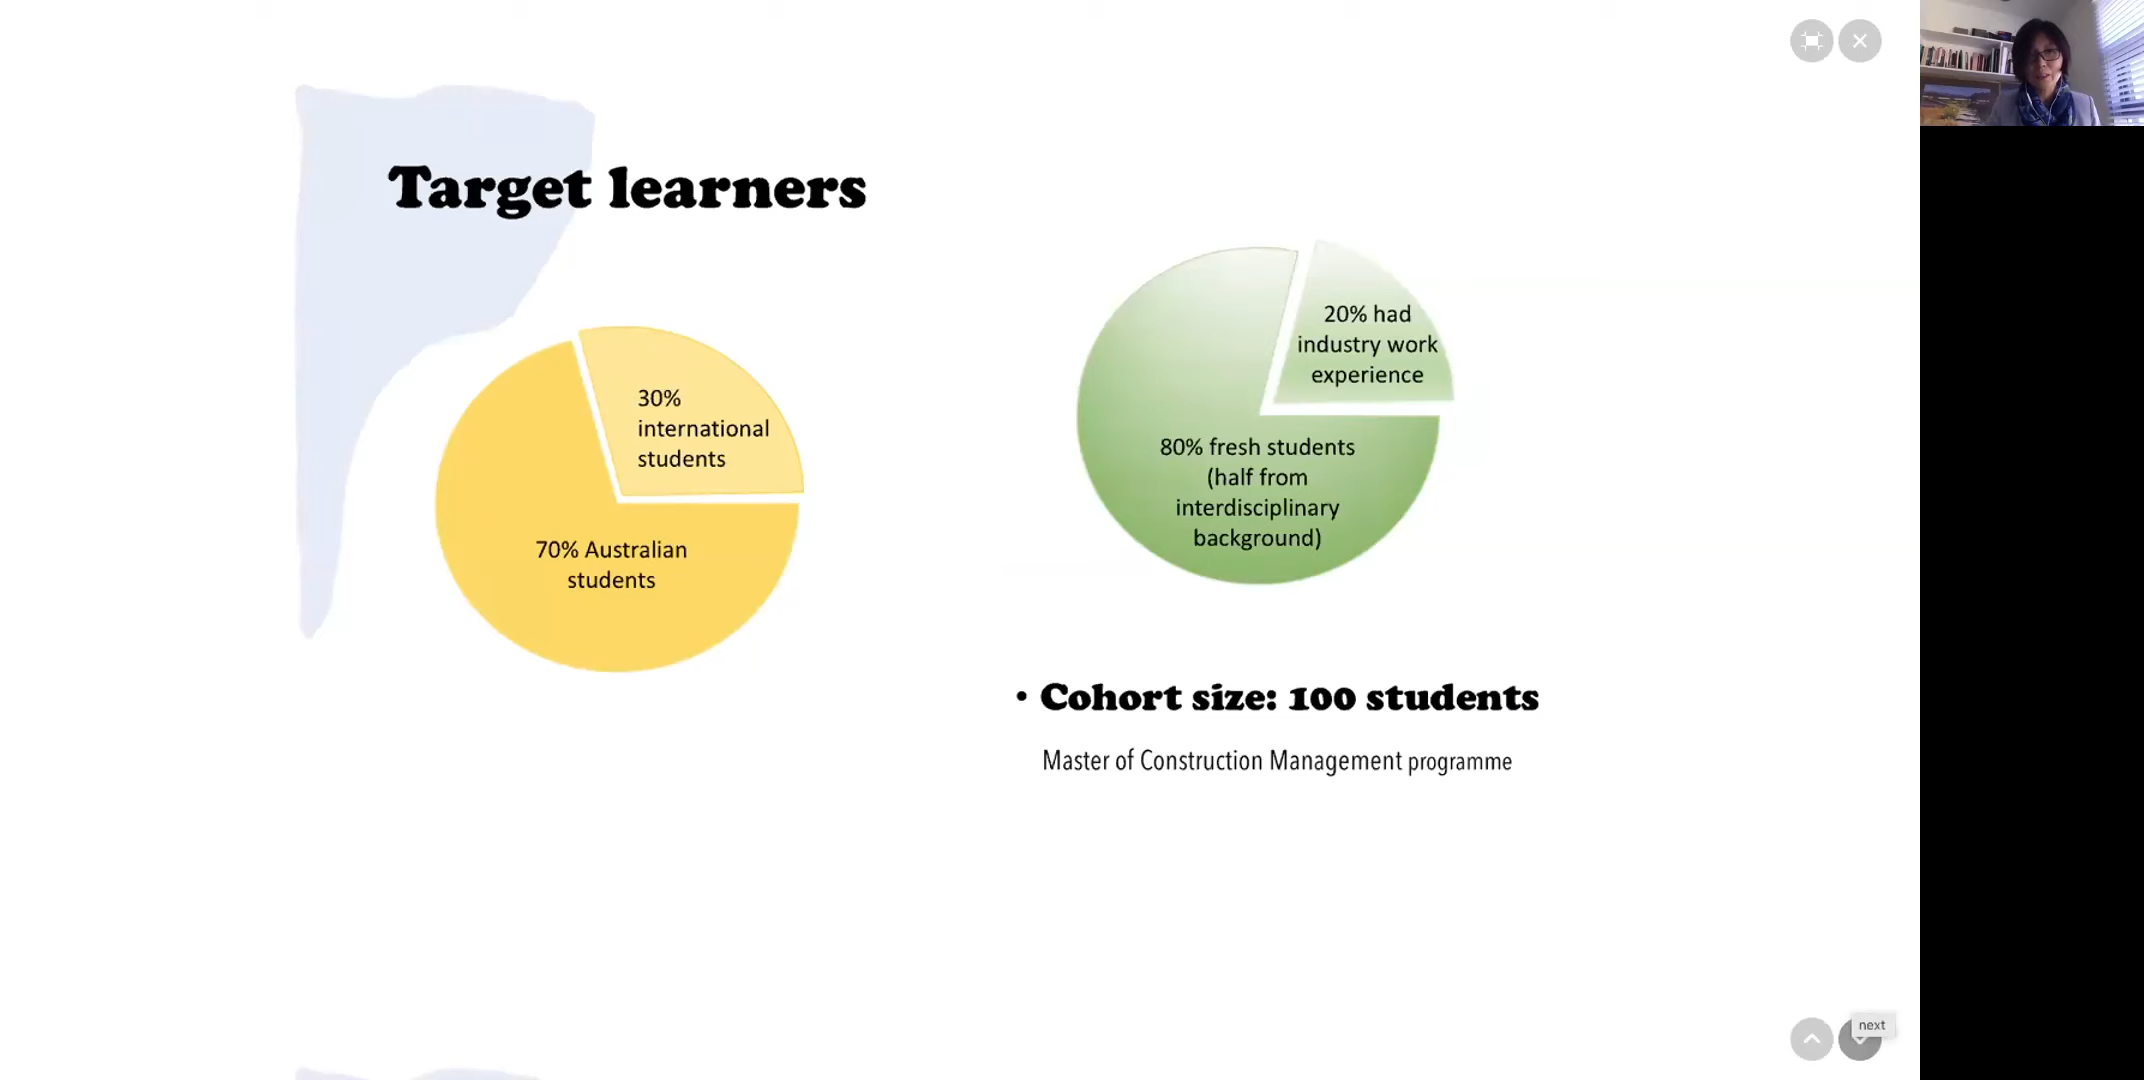 Target learners
30%
international
students
70% Australian
students
20% had
industry work
experience
80% fresh students
(half from
interdisciplinary
background)
• Cohort size: 100 students
Master of Construction Management programme
next